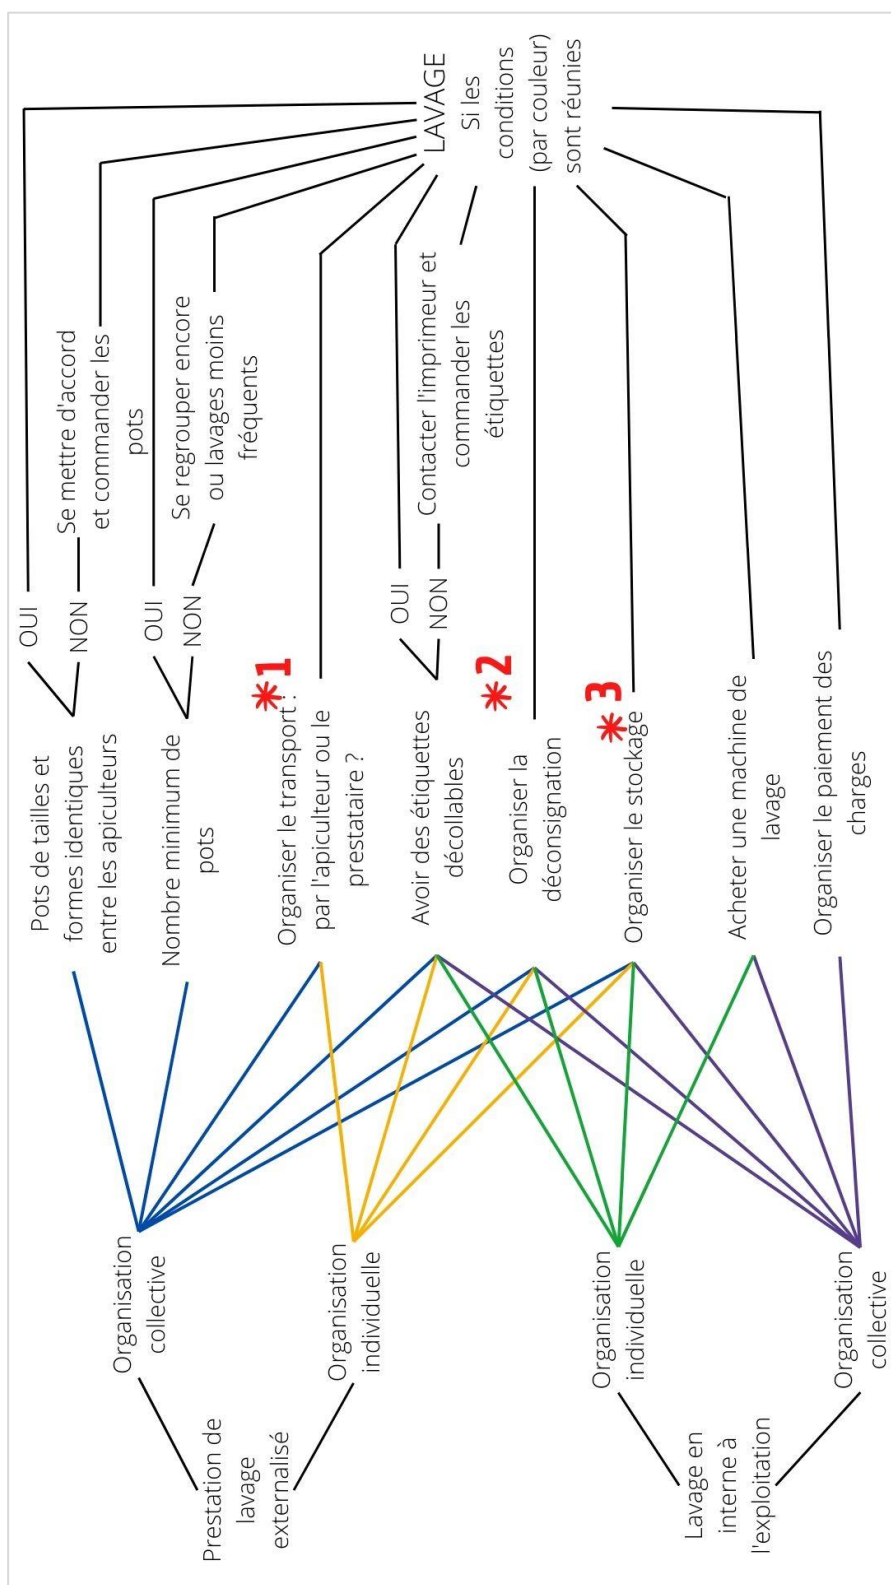 Prestation de
lavage
externalisé
Lavage en
interne à
l'exploitation
Organisation
collective
Organisation
individuelle
Organisation
individuelle
Organisation
collective
Pots de tailles et
formes identiques
entre les apiculteurs
Nombre minimum de
pots
*1
Organiser le transport :
par l'apiculteur ou le
prestataire ?
Avoir des étiquettes
décollables
*2
Organiser la
déconsignation
*3
Organiser le stockage
Acheter une machine de
lavage
Organiser le paiement des
charges
OUI
NON
OUI
NON
OUI
NON
Se mettre d'accord
et commander les
pots
Se regrouper encore
ou lavages moins
fréquents
Contacter l'imprimeur et
commander les
étiquettes
LAVAGE
Si les
conditions
(par couleur)
sont réunies